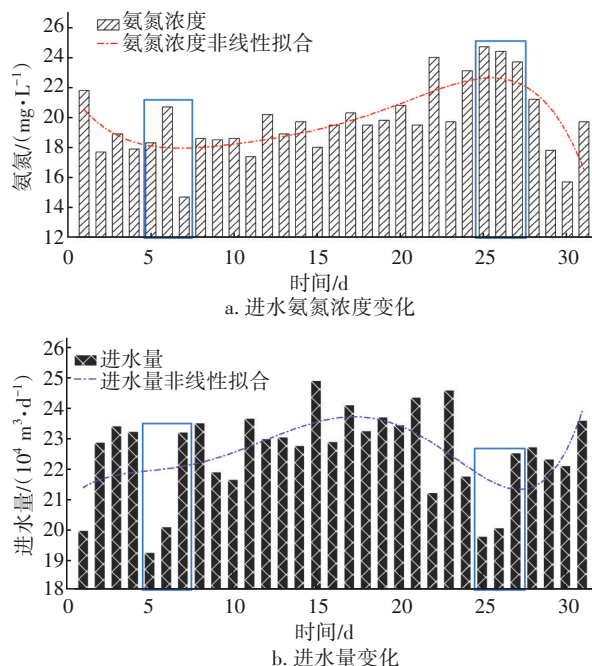 氨氮浓度
氨氮浓度非线性拟合
氨氮/(mg·L⁻¹)
26
24
22
20
18
16
14
12
0 5 10 15 20 25 30
时间/d
a. 进水氨氮浓度变化
进水量
进水量非线性拟合
进水量/(10⁴ m³·d⁻¹)
26
25
24
23
22
21
20
19
18
0 5 10 15 20 25 30
时间/d
b. 进水量变化